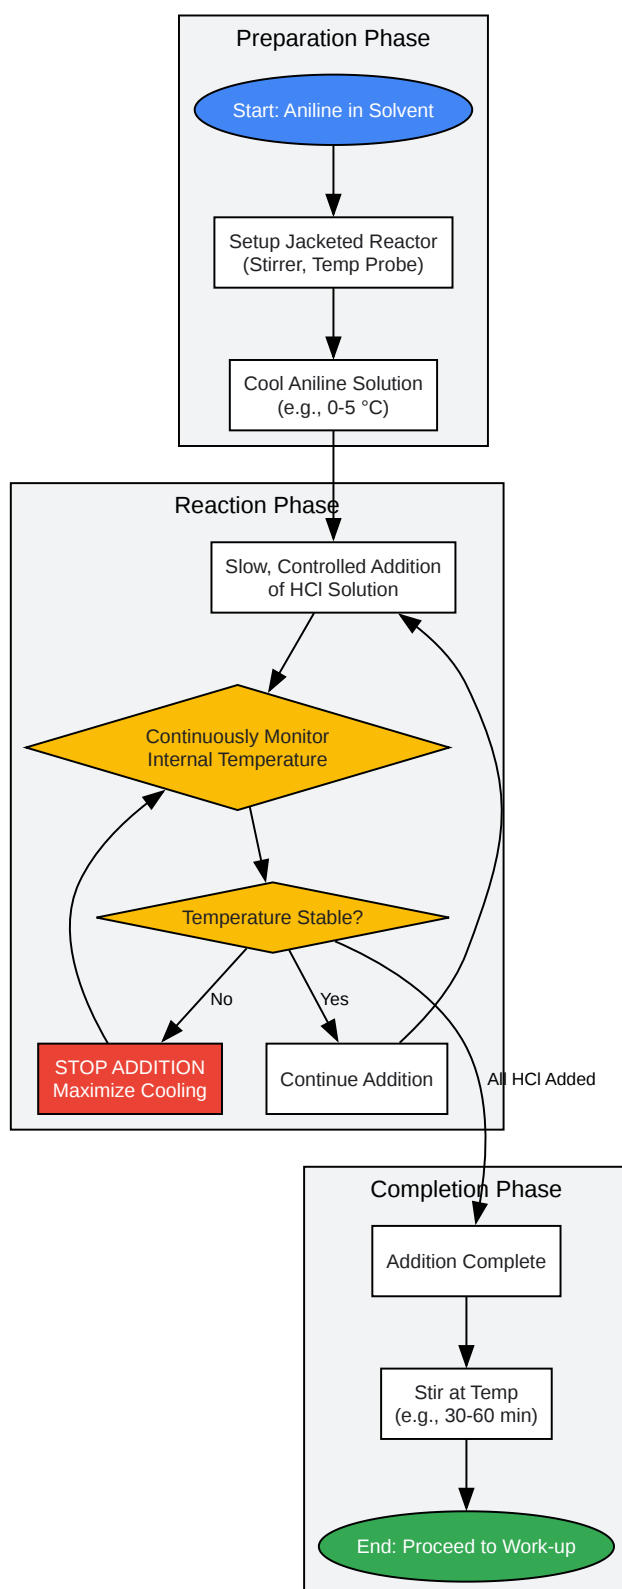 Preparation Phase
Start: Aniline in Solvent
Setup Jacketed Reactor
(Stirrer, Temp Probe)
Cool Aniline Solution
(e.g., 0-5 °C)
Reaction Phase
Slow, Controlled Addition
of HCl Solution
Continuously Monitor
Internal Temperature
Temperature Stable?
No
Yes
STOP ADDITION
Maximize Cooling
Continue Addition
All HCl Added
Completion Phase
Addition Complete
Stir at Temp
(e.g., 30-60 min)
End: Proceed to Work-up